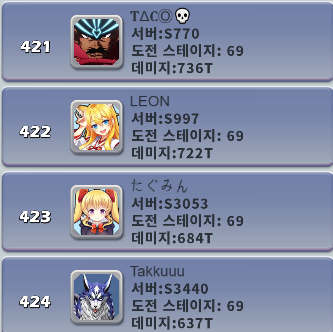 421
TΔC◎💀
서버:S770
도전 스테이지: 69
데미지:736T
422
LEON
서버:S997
도전 스테이지: 69
데미지:722T
423
たぐみん
서버:S3053
도전 스테이지: 69
데미지:684T
424
Takkuuu
서버:S3440
도전 스테이지: 69
데미지:637T